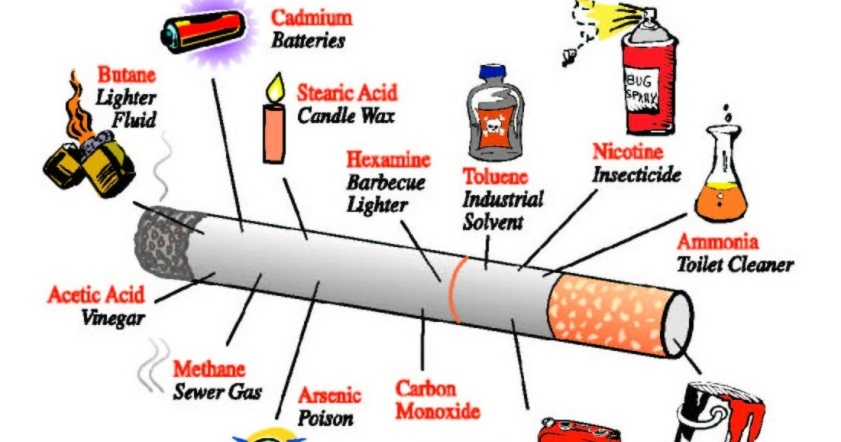 Cadmium
Batteries
Butane
Lighter
Fluid
Stearic Acid
Candle Wax
BUG
SPRAY
Hexamine
Barbecue
Lighter
Toluene
Industrial
Solvent
Nicotine
Insecticide
Ammonia
Toilet Cleaner
Acetic Acid
Vinegar
Methane
Sewer Gas
Arsenic
Poison
Carbon
Monoxide